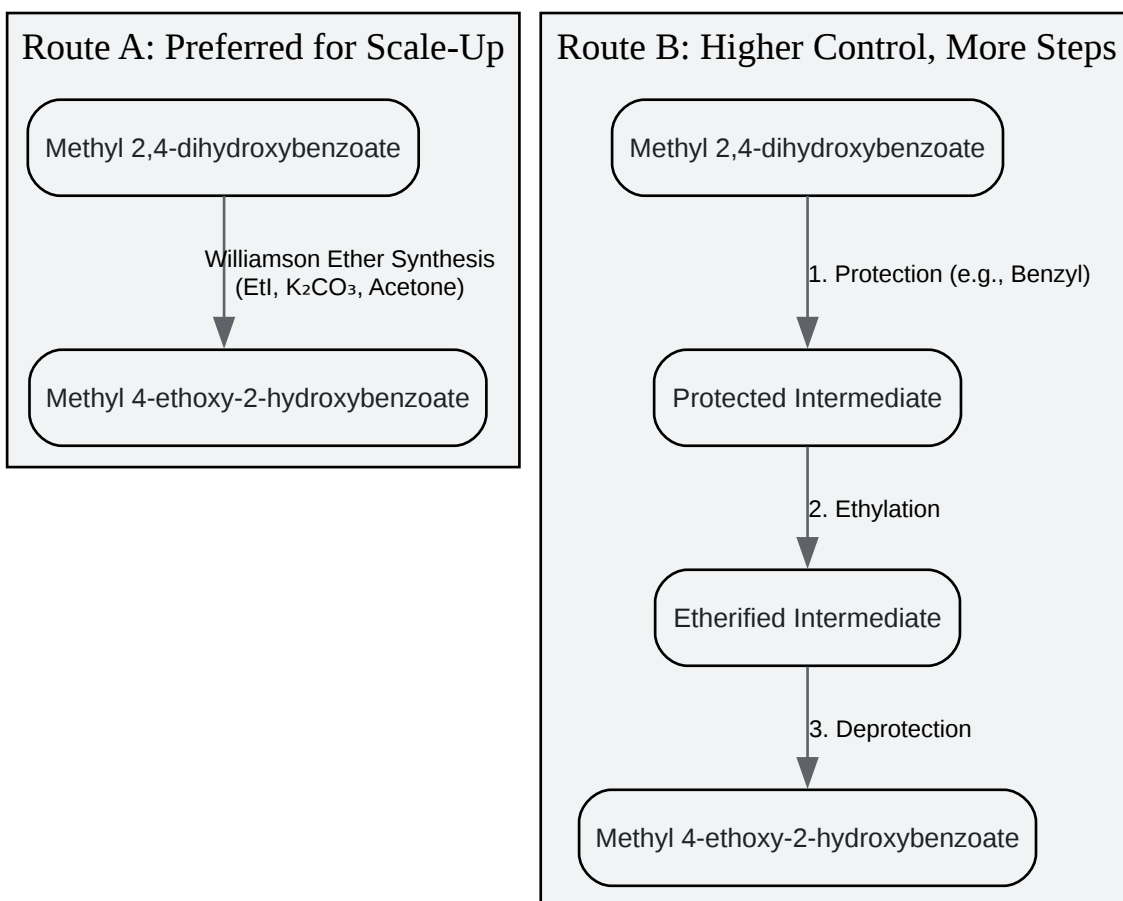 Route A: Preferred for Scale-Up
Methyl 2,4-dihydroxybenzoate
Williamson Ether Synthesis
(EtI, K₂CO₃, Acetone)
Methyl 4-ethoxy-2-hydroxybenzoate
Route B: Higher Control, More Steps
Methyl 2,4-dihydroxybenzoate
1. Protection (e.g., Benzyl)
Protected Intermediate
2. Ethylation
Etherified Intermediate
3. Deprotection
Methyl 4-ethoxy-2-hydroxybenzoate